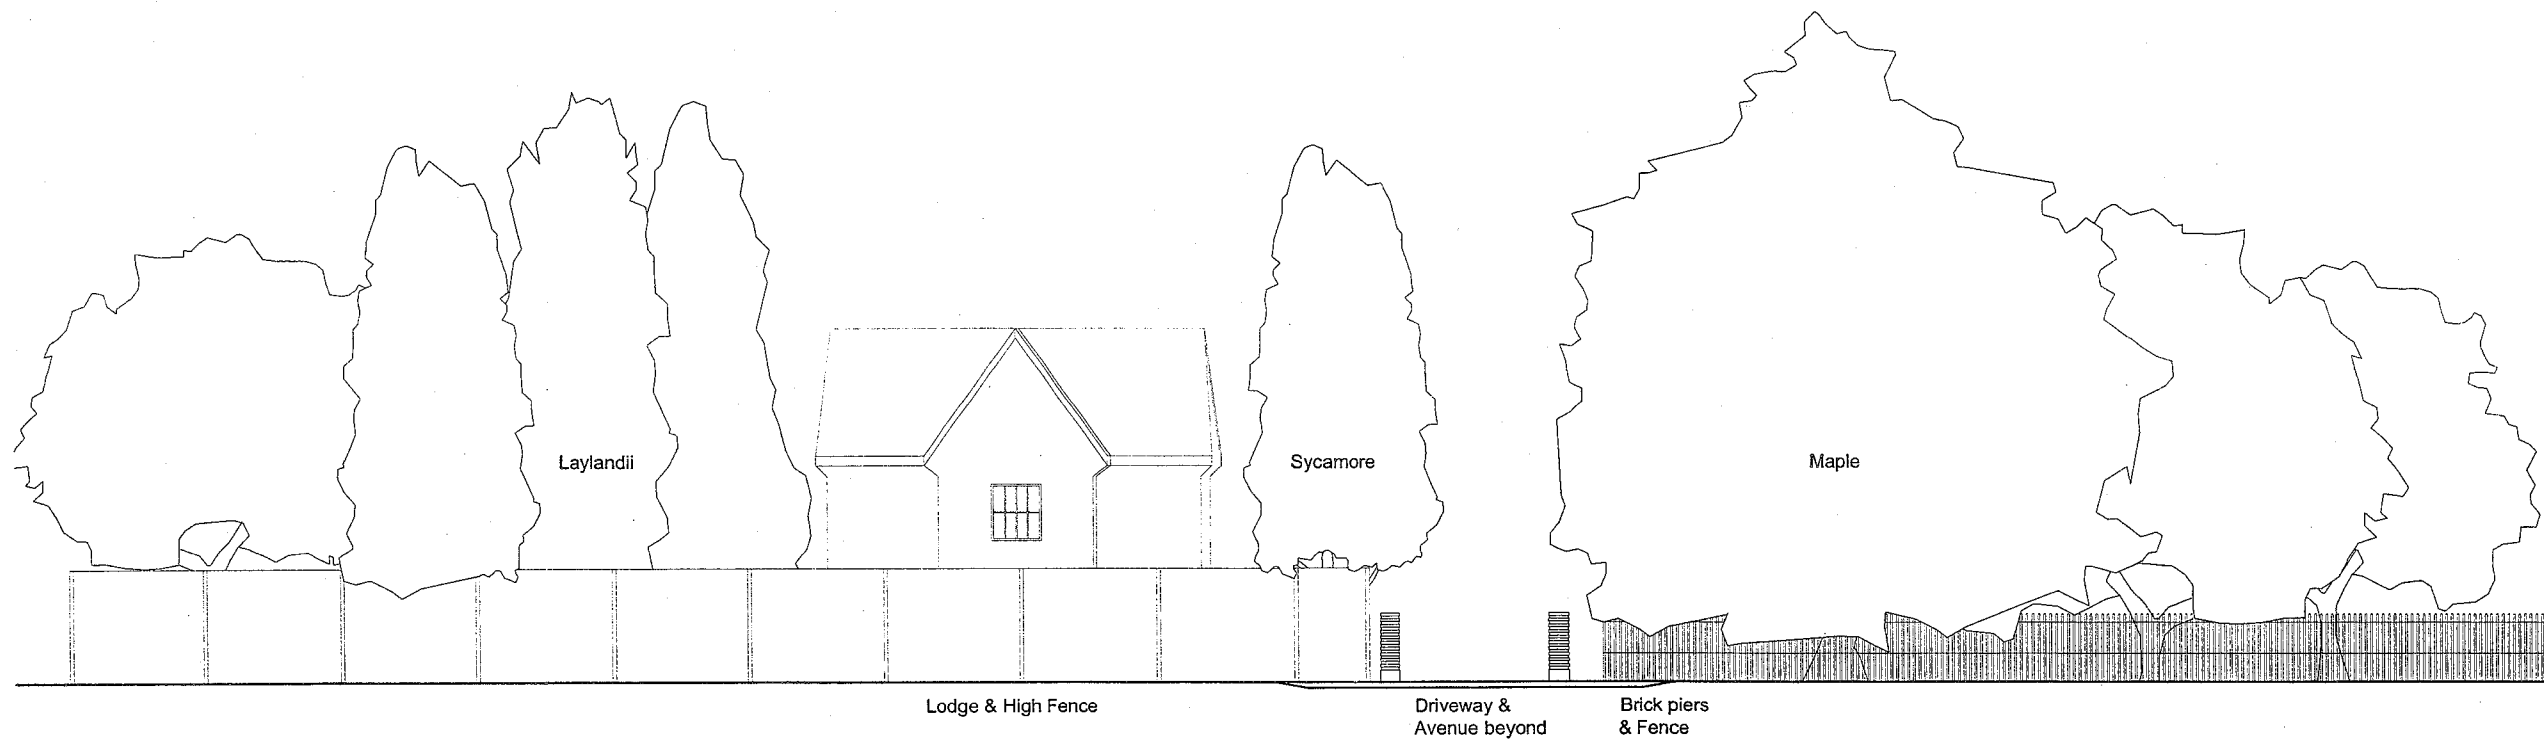 Laylandii
Sycamore
Maple
Lodge & High Fence
Driveway &
Avenue beyond
Brick piers
& Fence